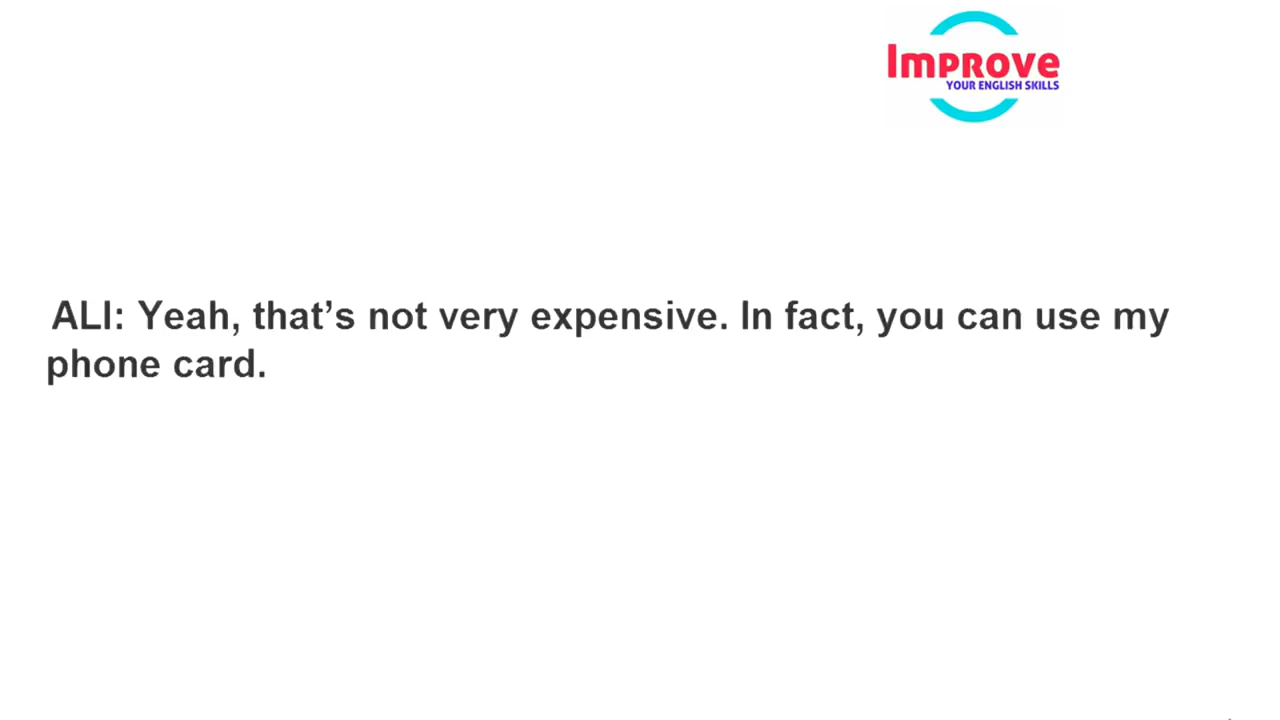 Improve
YOUR ENGLISH SKILLS
ALI: Yeah, that’s not very expensive. In fact, you can use my
phone card.